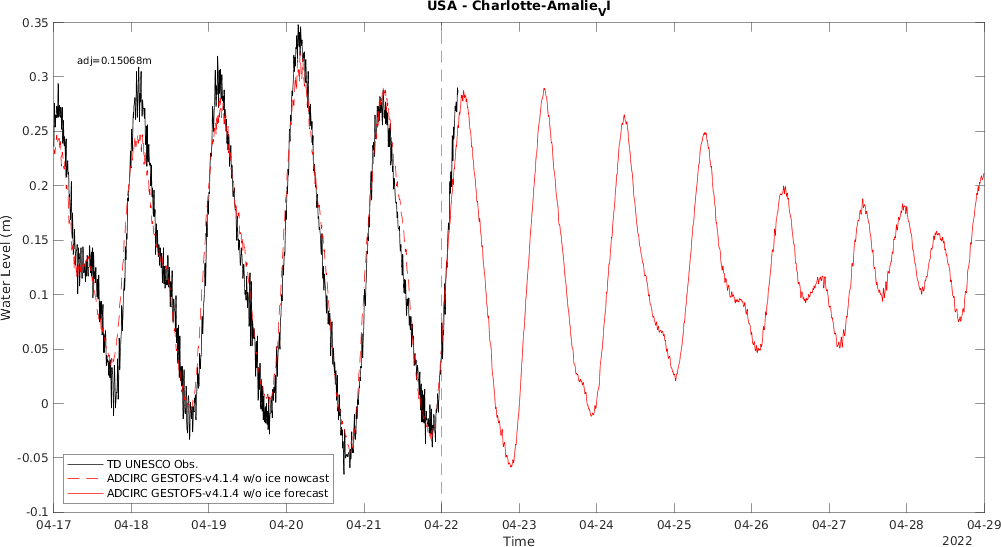 USA - Charlotte-Amalie_VI
adj=0.15068m
0.35
0.3
0.25
0.2
0.15
0.1
0.05
0
-0.05
-0.1
Water Level (m)
TD UNESCO Obs.
ADCIRC GESTOFS-v4.1.4 w/o ice nowcast
ADCIRC GESTOFS-v4.1.4 w/o ice forecast
04-17 04-18 04-19 04-20 04-21 04-22 04-23 04-24 04-25 04-26 04-27 04-28 04-29
Time
2022